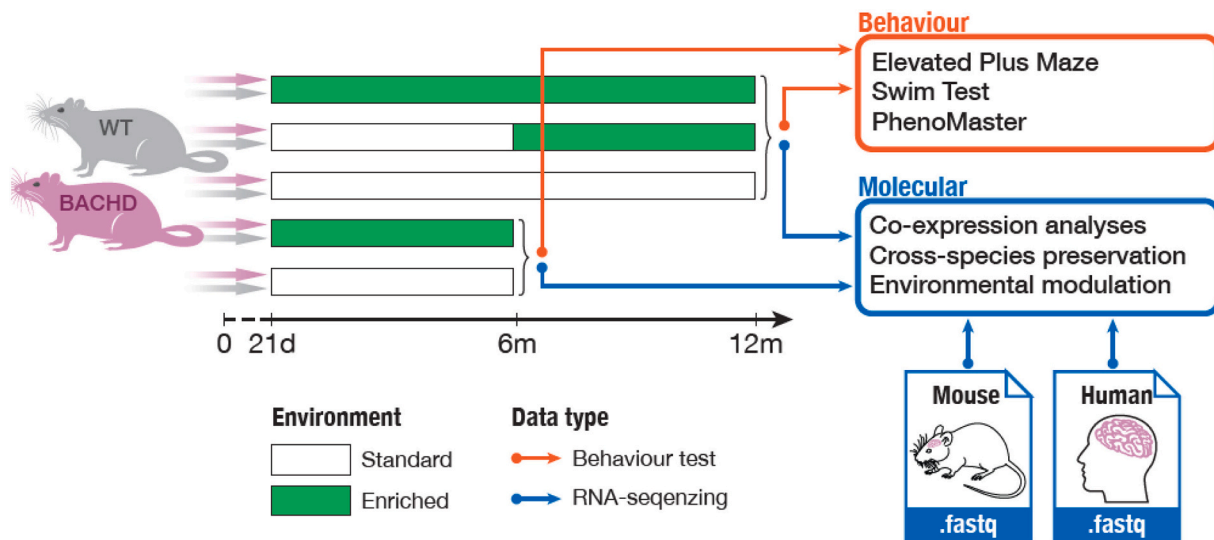 Behaviour
Elevated Plus Maze
Swim Test
PhenoMaster
WT
BACHD
Molecular
Co-expression analyses
Cross-species preservation
Environmental modulation
0 21d 6m 12m
Environment
Standard
Enriched
Data type
Behaviour test
RNA-seqenzing
Mouse
.fastq
Human
.fastq